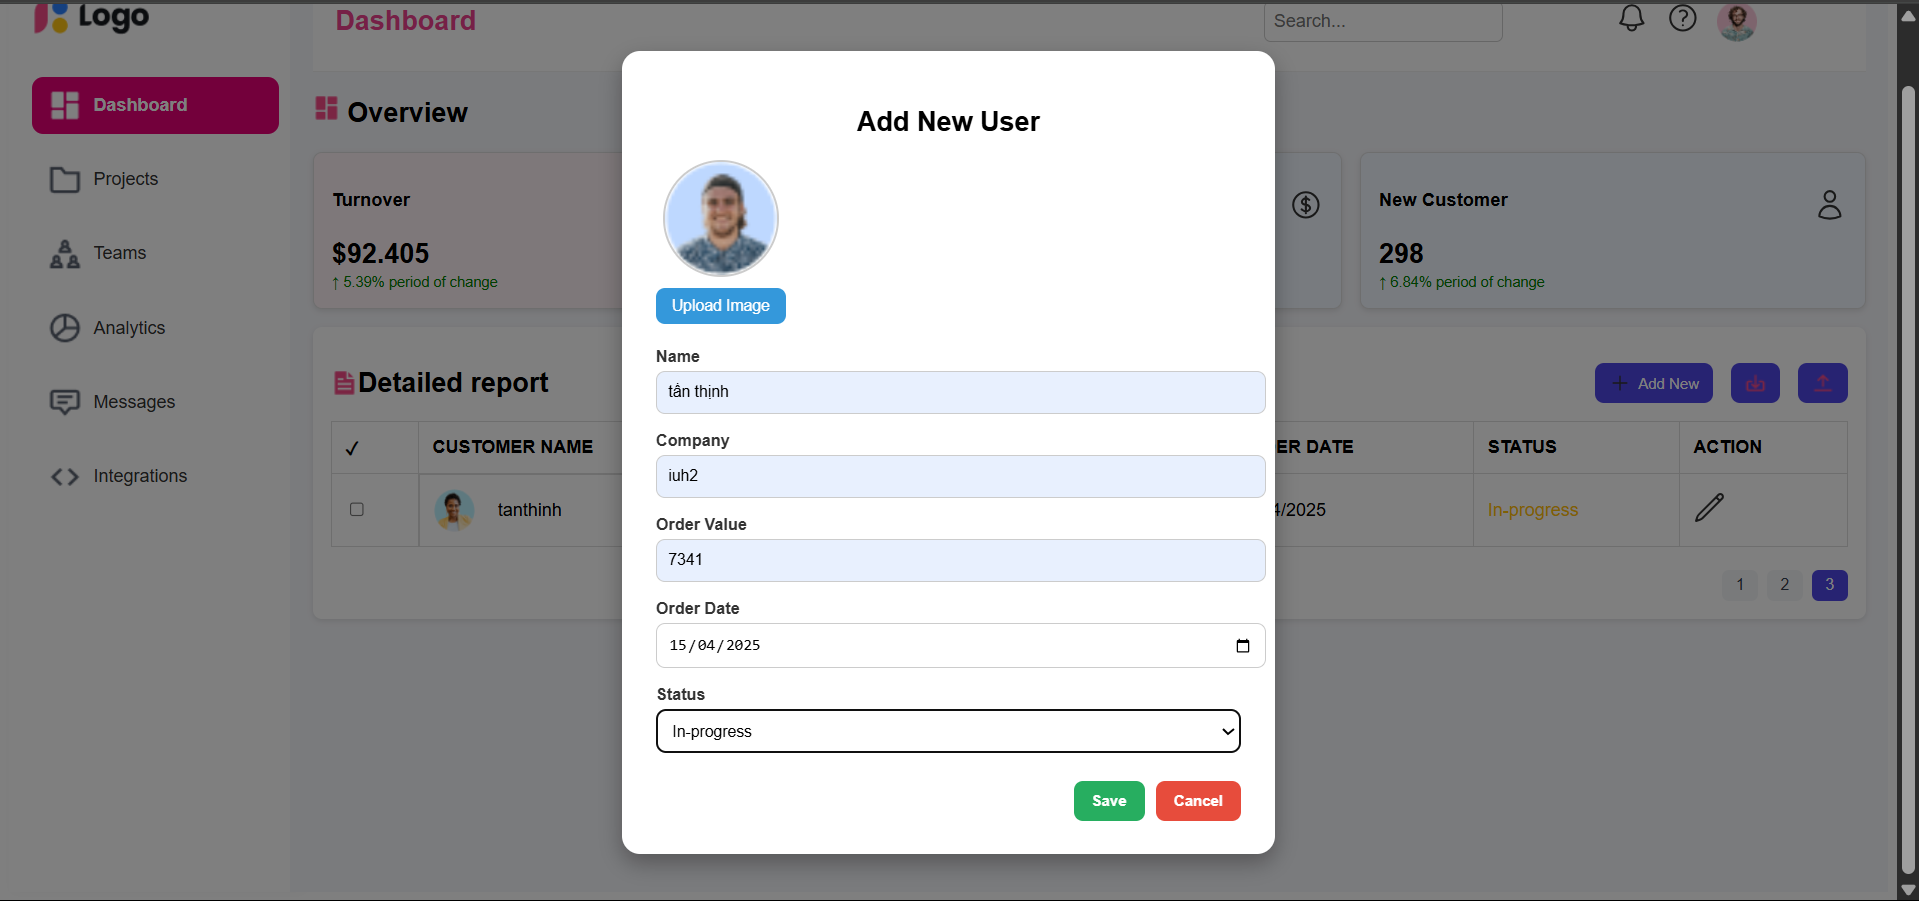 Logo
Dashboard
Search...
Dashboard
Projects
Teams
Analytics
Messages
Integrations
Overview
Turnover
$92.405
↑ 5.39% period of change
New Customer
298
↑ 6.84% period of change
Detailed report
+ Add New
✓ CUSTOMER NAME ER DATE STATUS ACTION
tanthinh 4/2025 In-progress
1 2 3
Add New User
Upload Image
Name
tấn thịnh
Company
iuh2
Order Value
7341
Order Date
15/04/2025
Status
In-progress
Save Cancel